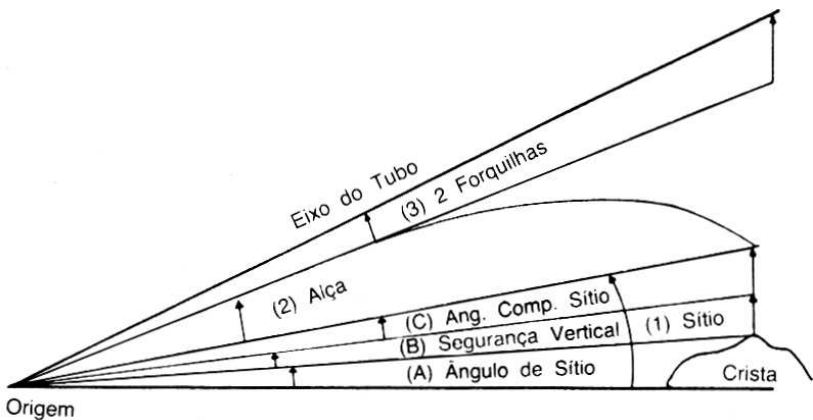 Eixo do Tubo
(3) 2 Forquilhas
(2) Alça
(C) Ang. Comp. Sítio
(B) Segurança Vertical
(1) Sítio
(A) Ângulo de Sítio
Crista
Origem